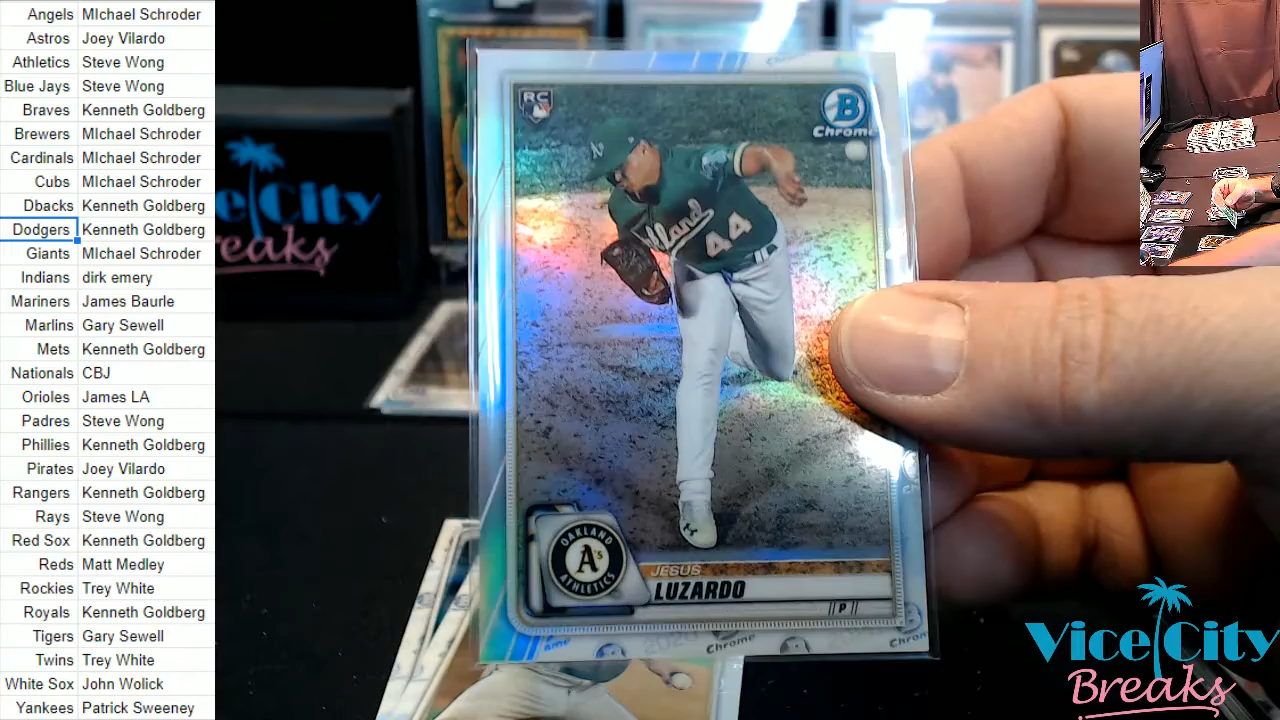 Angels MIchael Schroder
Astros Joey Vilardo
Athletics Steve Wong
Blue Jays Steve Wong
Braves Kenneth Goldberg
Brewers MIchael Schroder
Cardinals MIchael Schroder
Cubs MIchael Schroder
Dbacks Kenneth Goldberg
Dodgers Kenneth Goldberg
Giants MIchael Schroder
Indians dirk emery
Mariners James Baurle
Marlins Gary Sewell
Mets Kenneth Goldberg
Nationals CBJ
Orioles James LA
Padres Steve Wong
Phillies Kenneth Goldberg
Pirates Joey Vilardo
Rangers Kenneth Goldberg
Rays Steve Wong
Red Sox Kenneth Goldberg
Reds Matt Medley
Rockies Trey White
Royals Kenneth Goldberg
Tigers Gary Sewell
Twins Trey White
White Sox John Wolick
Yankees Patrick Sweeney
e City
reaks
RC
B
Chrome
A's
land
44
OAKLAND
A's
ATHLETICS
JESUS
LUZARDO
P
Chrome
Vice City
Breaks